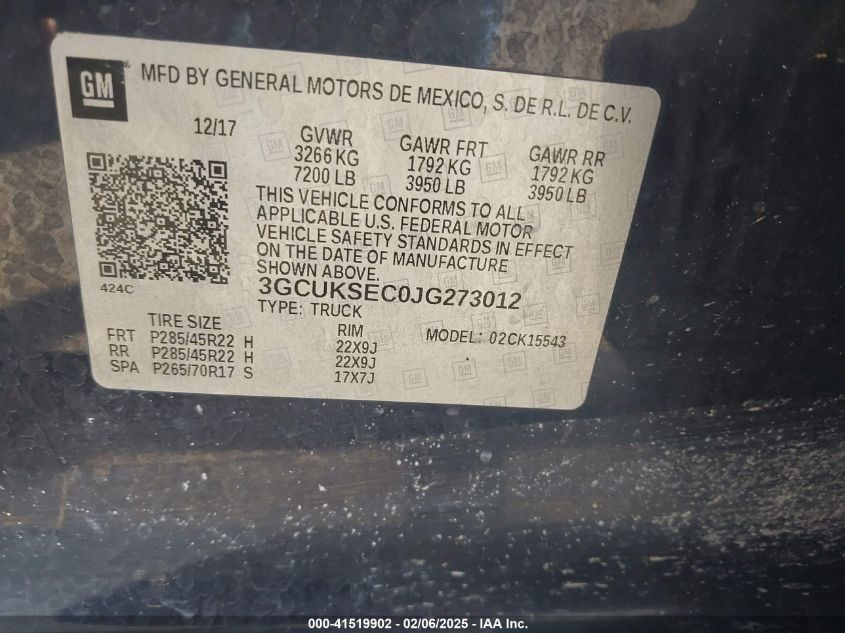 GM
MFD BY GENERAL MOTORS DE MEXICO, S. DE R.L. DE C.V.
12/17
GVWR GAWR FRT GAWR RR
3266 KG 1792 KG 1792 KG
7200 LB 3950 LB 3950 LB
THIS VEHICLE CONFORMS TO ALL
APPLICABLE U.S. FEDERAL MOTOR
VEHICLE SAFETY STANDARDS IN EFFECT
ON THE DATE OF MANUFACTURE
SHOWN ABOVE.
424C
3GCUKSEC0JG273012
TYPE: TRUCK
TIRE SIZE RIM MODEL: 02CK15543
FRT P285/45R22 H 22X9J
RR P285/45R22 H 22X9J
SPA P265/70R17 S 17X7J
000-41519902 - 02/06/2025 - IAA Inc.